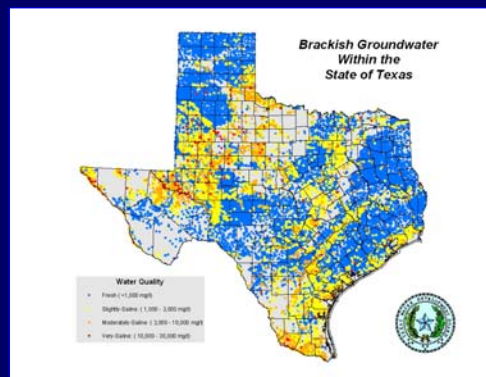 Brackish Groundwater
Within the
State of Texas
Water Quality
Fresh (<1,000 mg/l)
Slightly-Saline (1,000 - 3,000 mg/l)
Moderately-Saline (3,000 - 10,000 mg/l)
Very-Saline (10,000 - 30,000 mg/l)